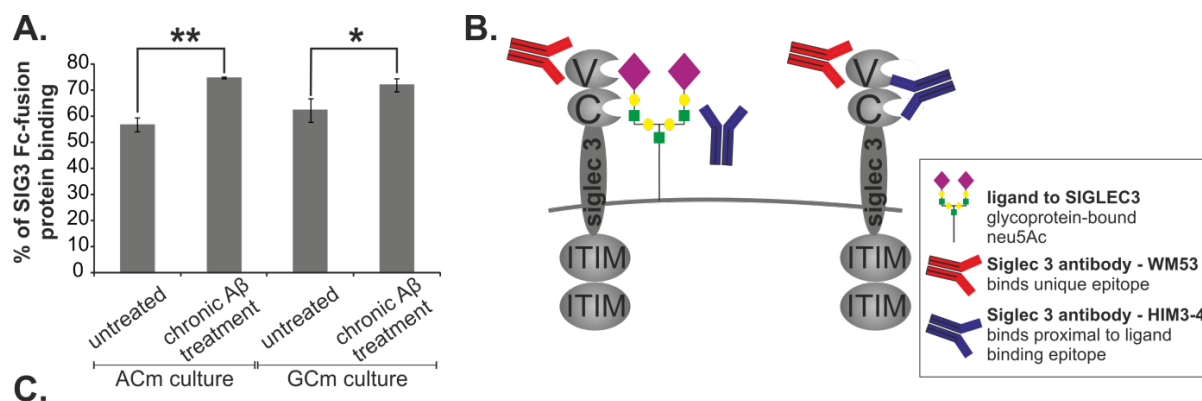 A.
% of SIG3 Fc-fusion
protein binding
80
70
60
50
40
30
20
10
0
**
*
untreated
chronic Aβ
treatment
untreated
chronic Aβ
treatment
ACm culture
GCm culture
B.
V
C
siglec 3
ITIM
ITIM
V
C
siglec 3
ITIM
ITIM
ligand to SIGLEC3
glycoprotein-bound
neu5Ac
Siglec 3 antibody - WM53
binds unique epitope
Siglec 3 antibody - HIM3-4
binds proximal to ligand
binding epitope
C.